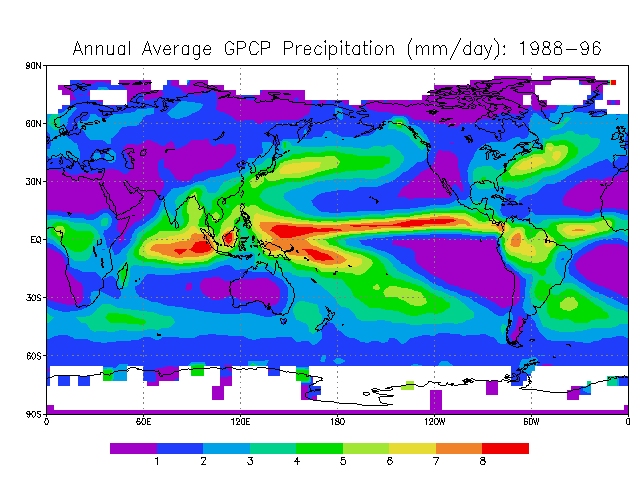 Annual Average GPCP Precipitation (mm/day): 1988-96
90N
60N
30N
EQ
30S
60S
90S
0 60E 120E 180 120W 60W 0
1 2 3 4 5 6 7 8